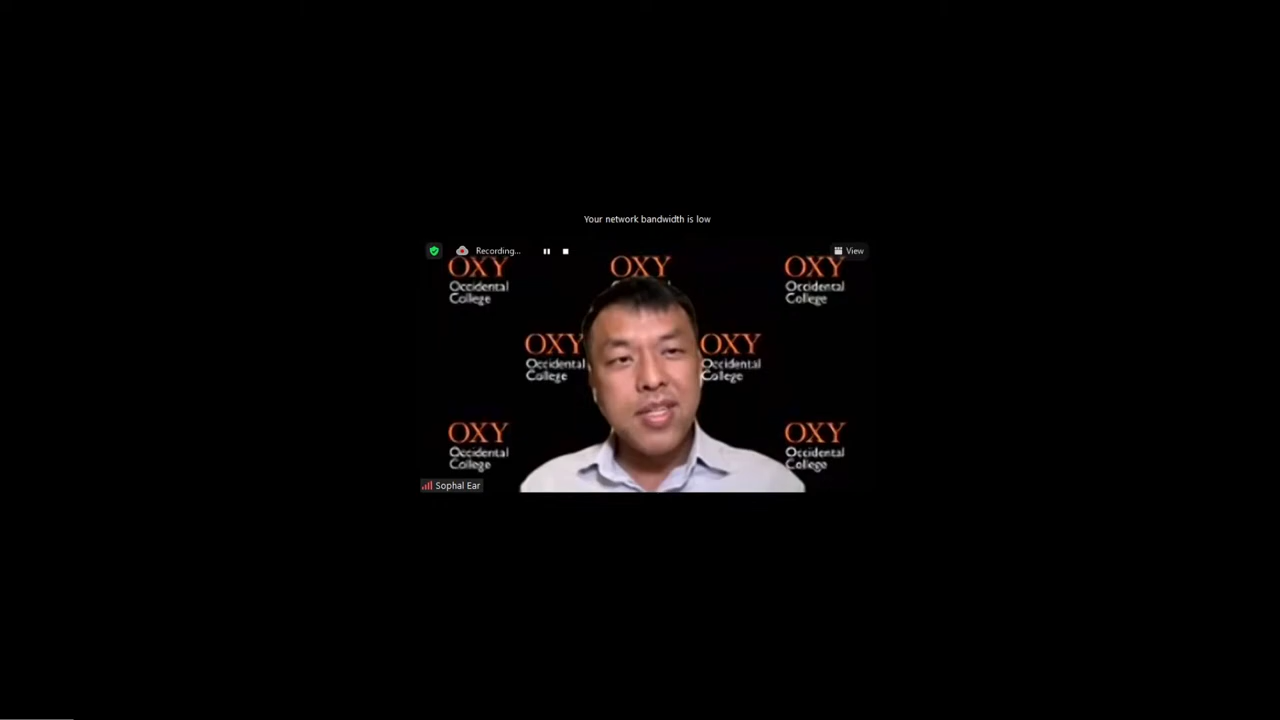 Your network bandwidth is low
Recording...
View
OXY
Occidental
College
OXY
OXY
Occidental
College
OXY
Occidental
College
OXY
Occidental
College
OXY
Occidental
College
OXY
Occidental
College
Sophal Ear